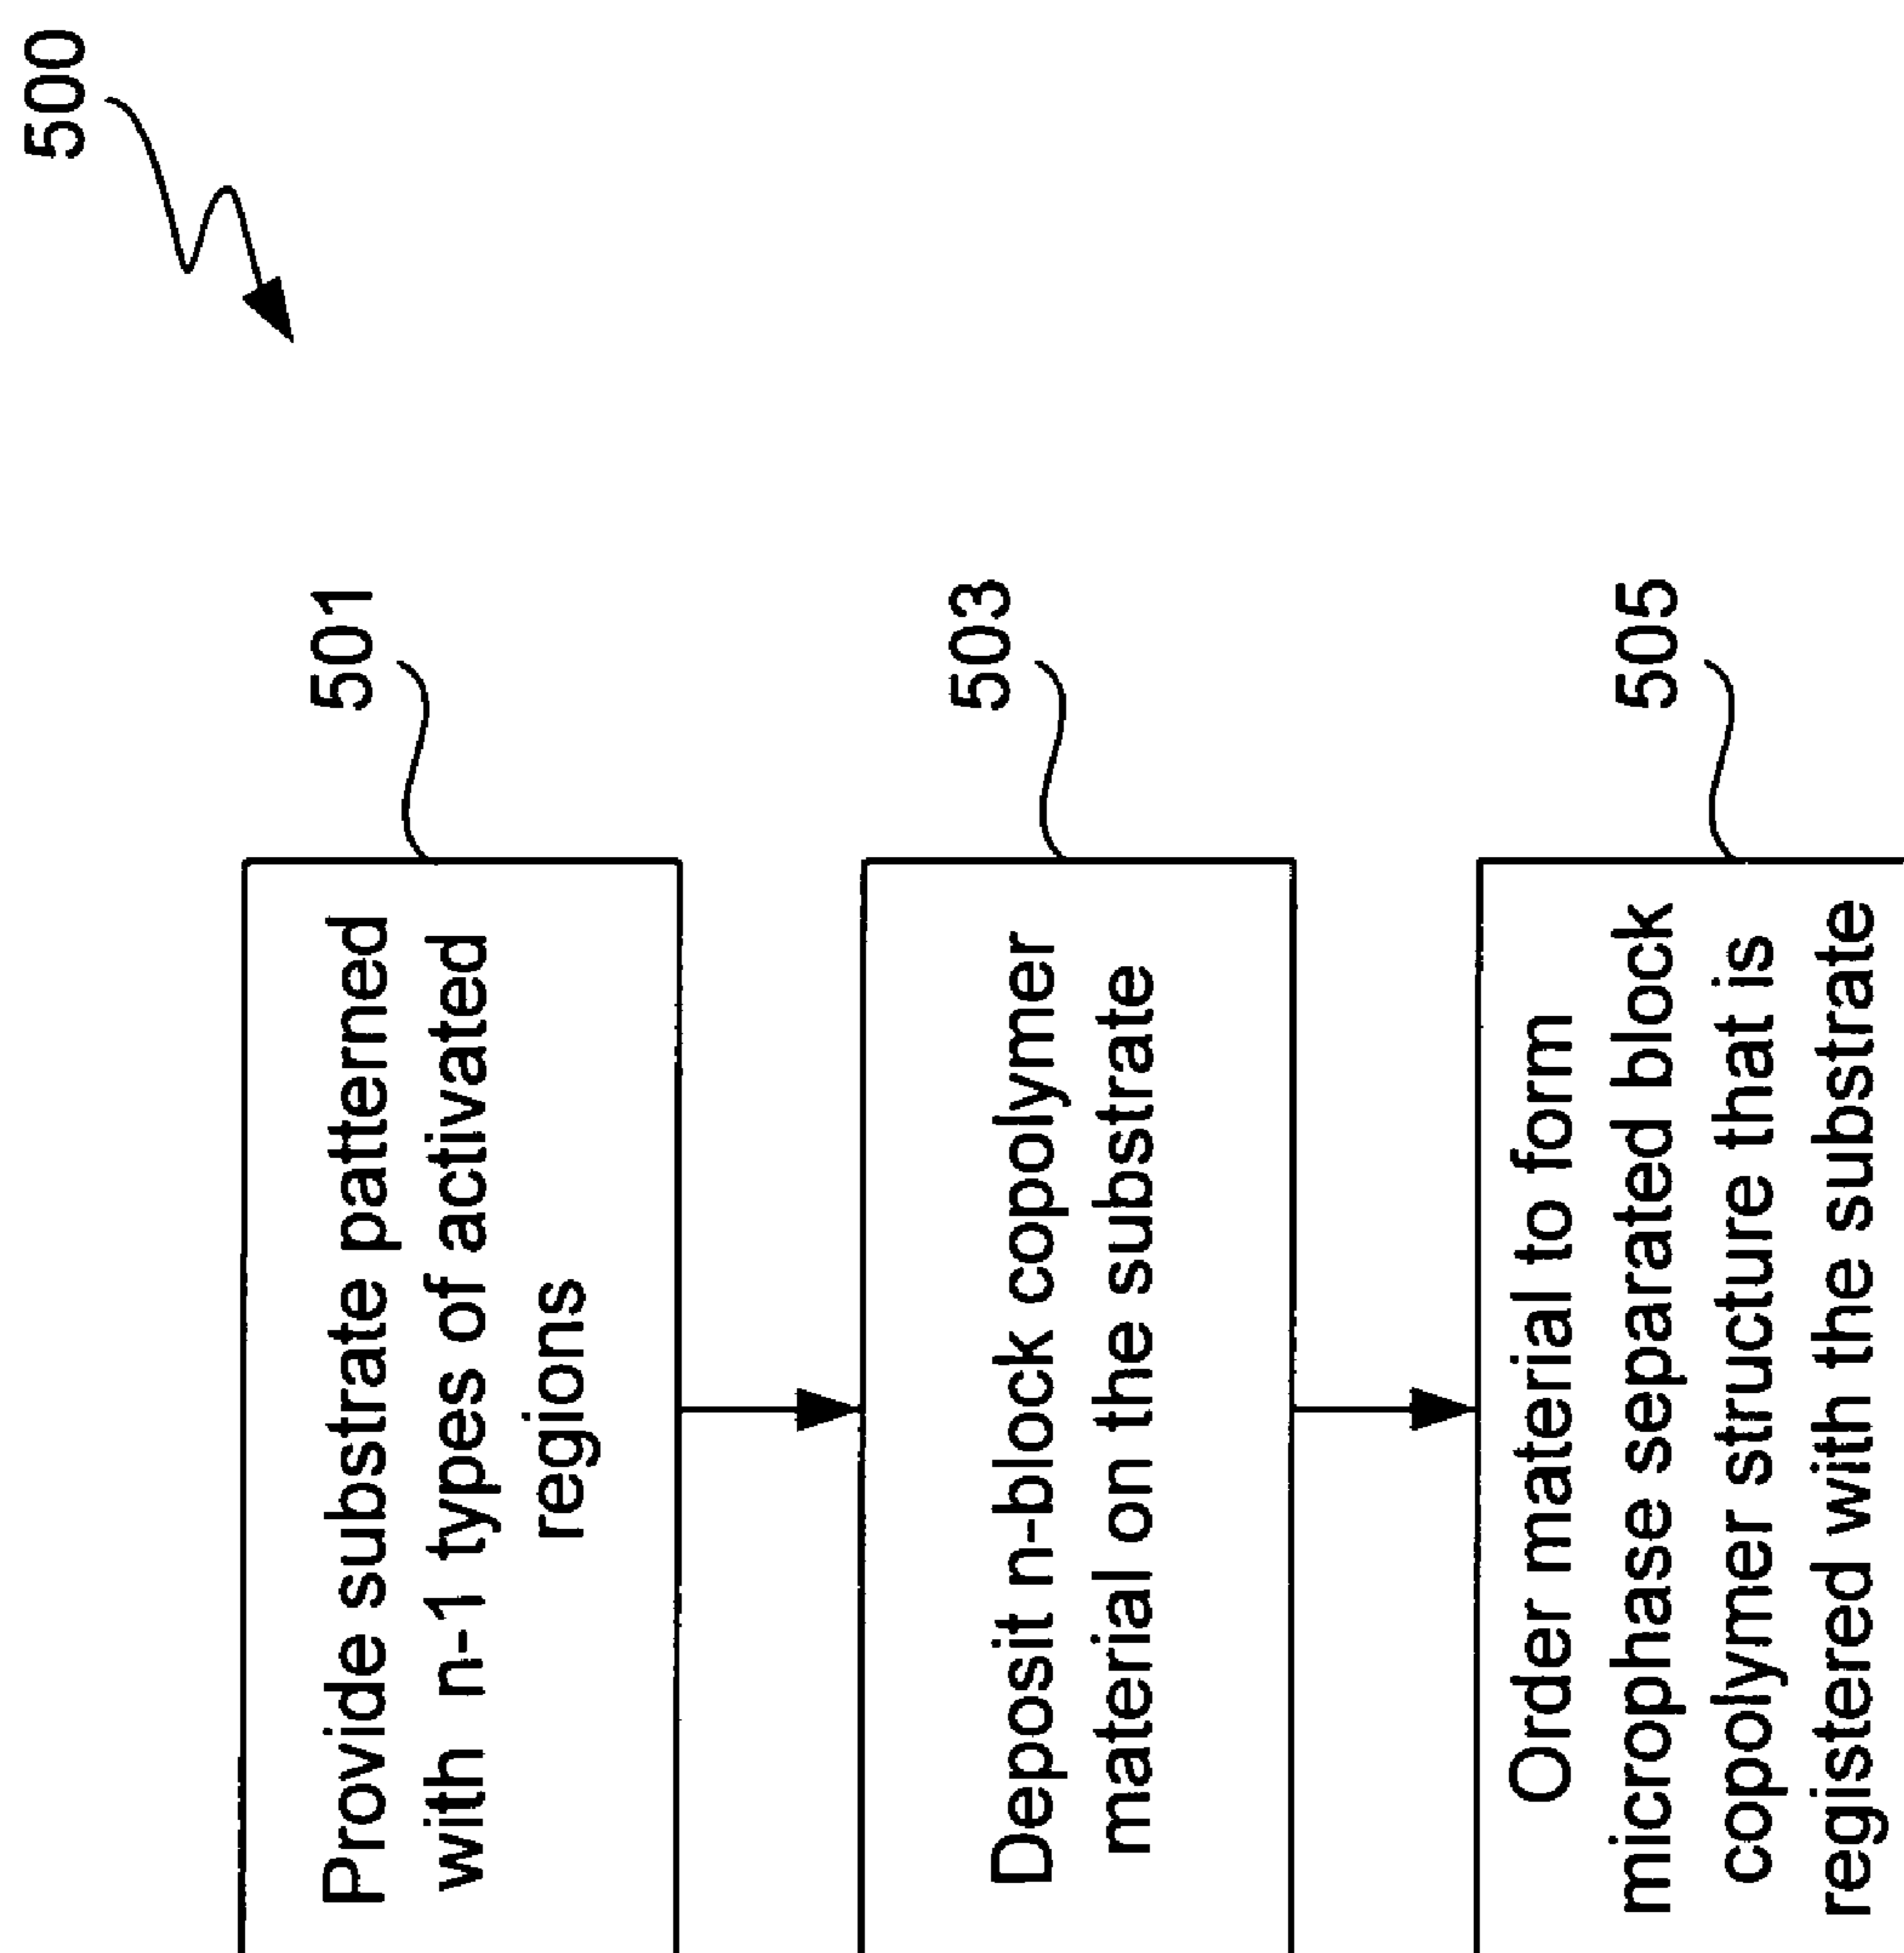 500
501
Provide substrate patterned
with n-1 types of activated
regions
503
Deposit n-block copolymer
material on the substrate
505
Order material to form
microphase separated block
copolymer structure that is
registered with the substrate